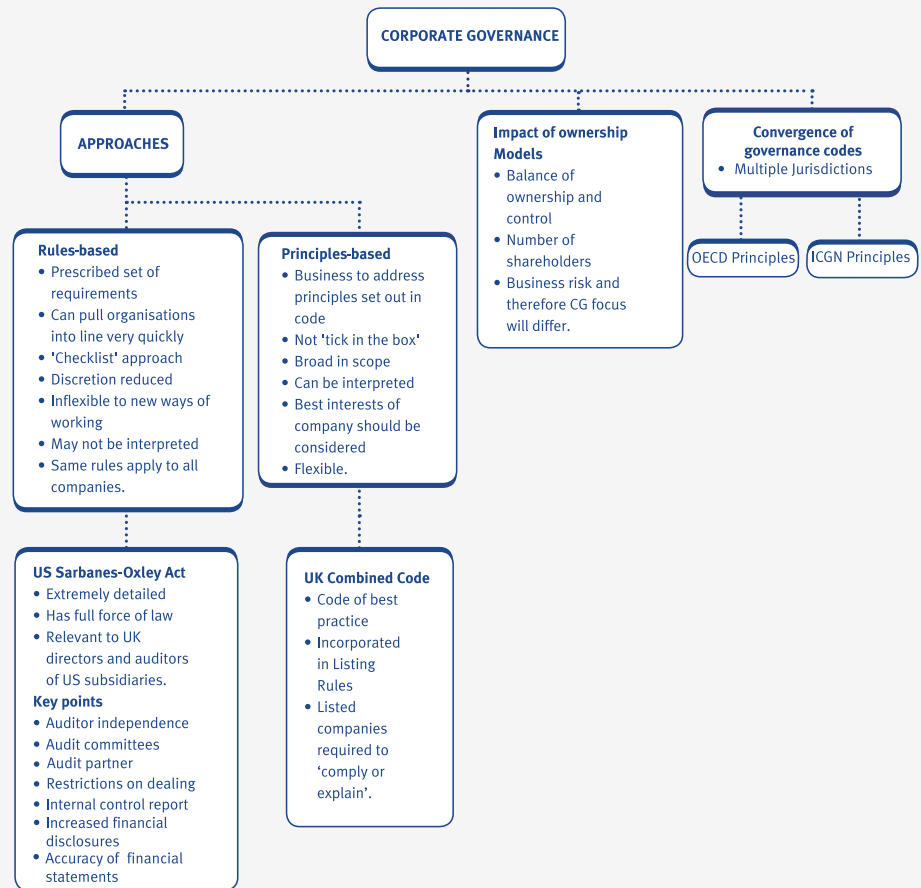 CORPORATE GOVERNANCE
APPROACHES
Rules-based
• Prescribed set of
requirements
• Can pull organisations
into line very quickly
• 'Checklist' approach
• Discretion reduced
• Inflexible to new ways of
working
• May not be interpreted
• Same rules apply to all
companies.
US Sarbanes-Oxley Act
• Extremely detailed
• Has full force of law
• Relevant to UK
directors and auditors
of US subsidiaries.
Key points
• Auditor independence
• Audit committees
• Audit partner
• Restrictions on dealing
• Internal control report
• Increased financial
disclosures
• Accuracy of financial
statements
Principles-based
• Business to address
principles set out in
code
• Not 'tick in the box'
• Broad in scope
• Can be interpreted
• Best interests of
company should be
considered
• Flexible.
UK Combined Code
• Code of best
practice
• Incorporated
in Listing
Rules
• Listed
companies
required to
‘comply or
explain’.
Impact of ownership
Models
• Balance of
ownership and
control
• Number of
shareholders
• Business risk and
therefore CG focus
will differ.
Convergence of
governance codes
• Multiple Jurisdictions
OECD Principles
ICGN Principles